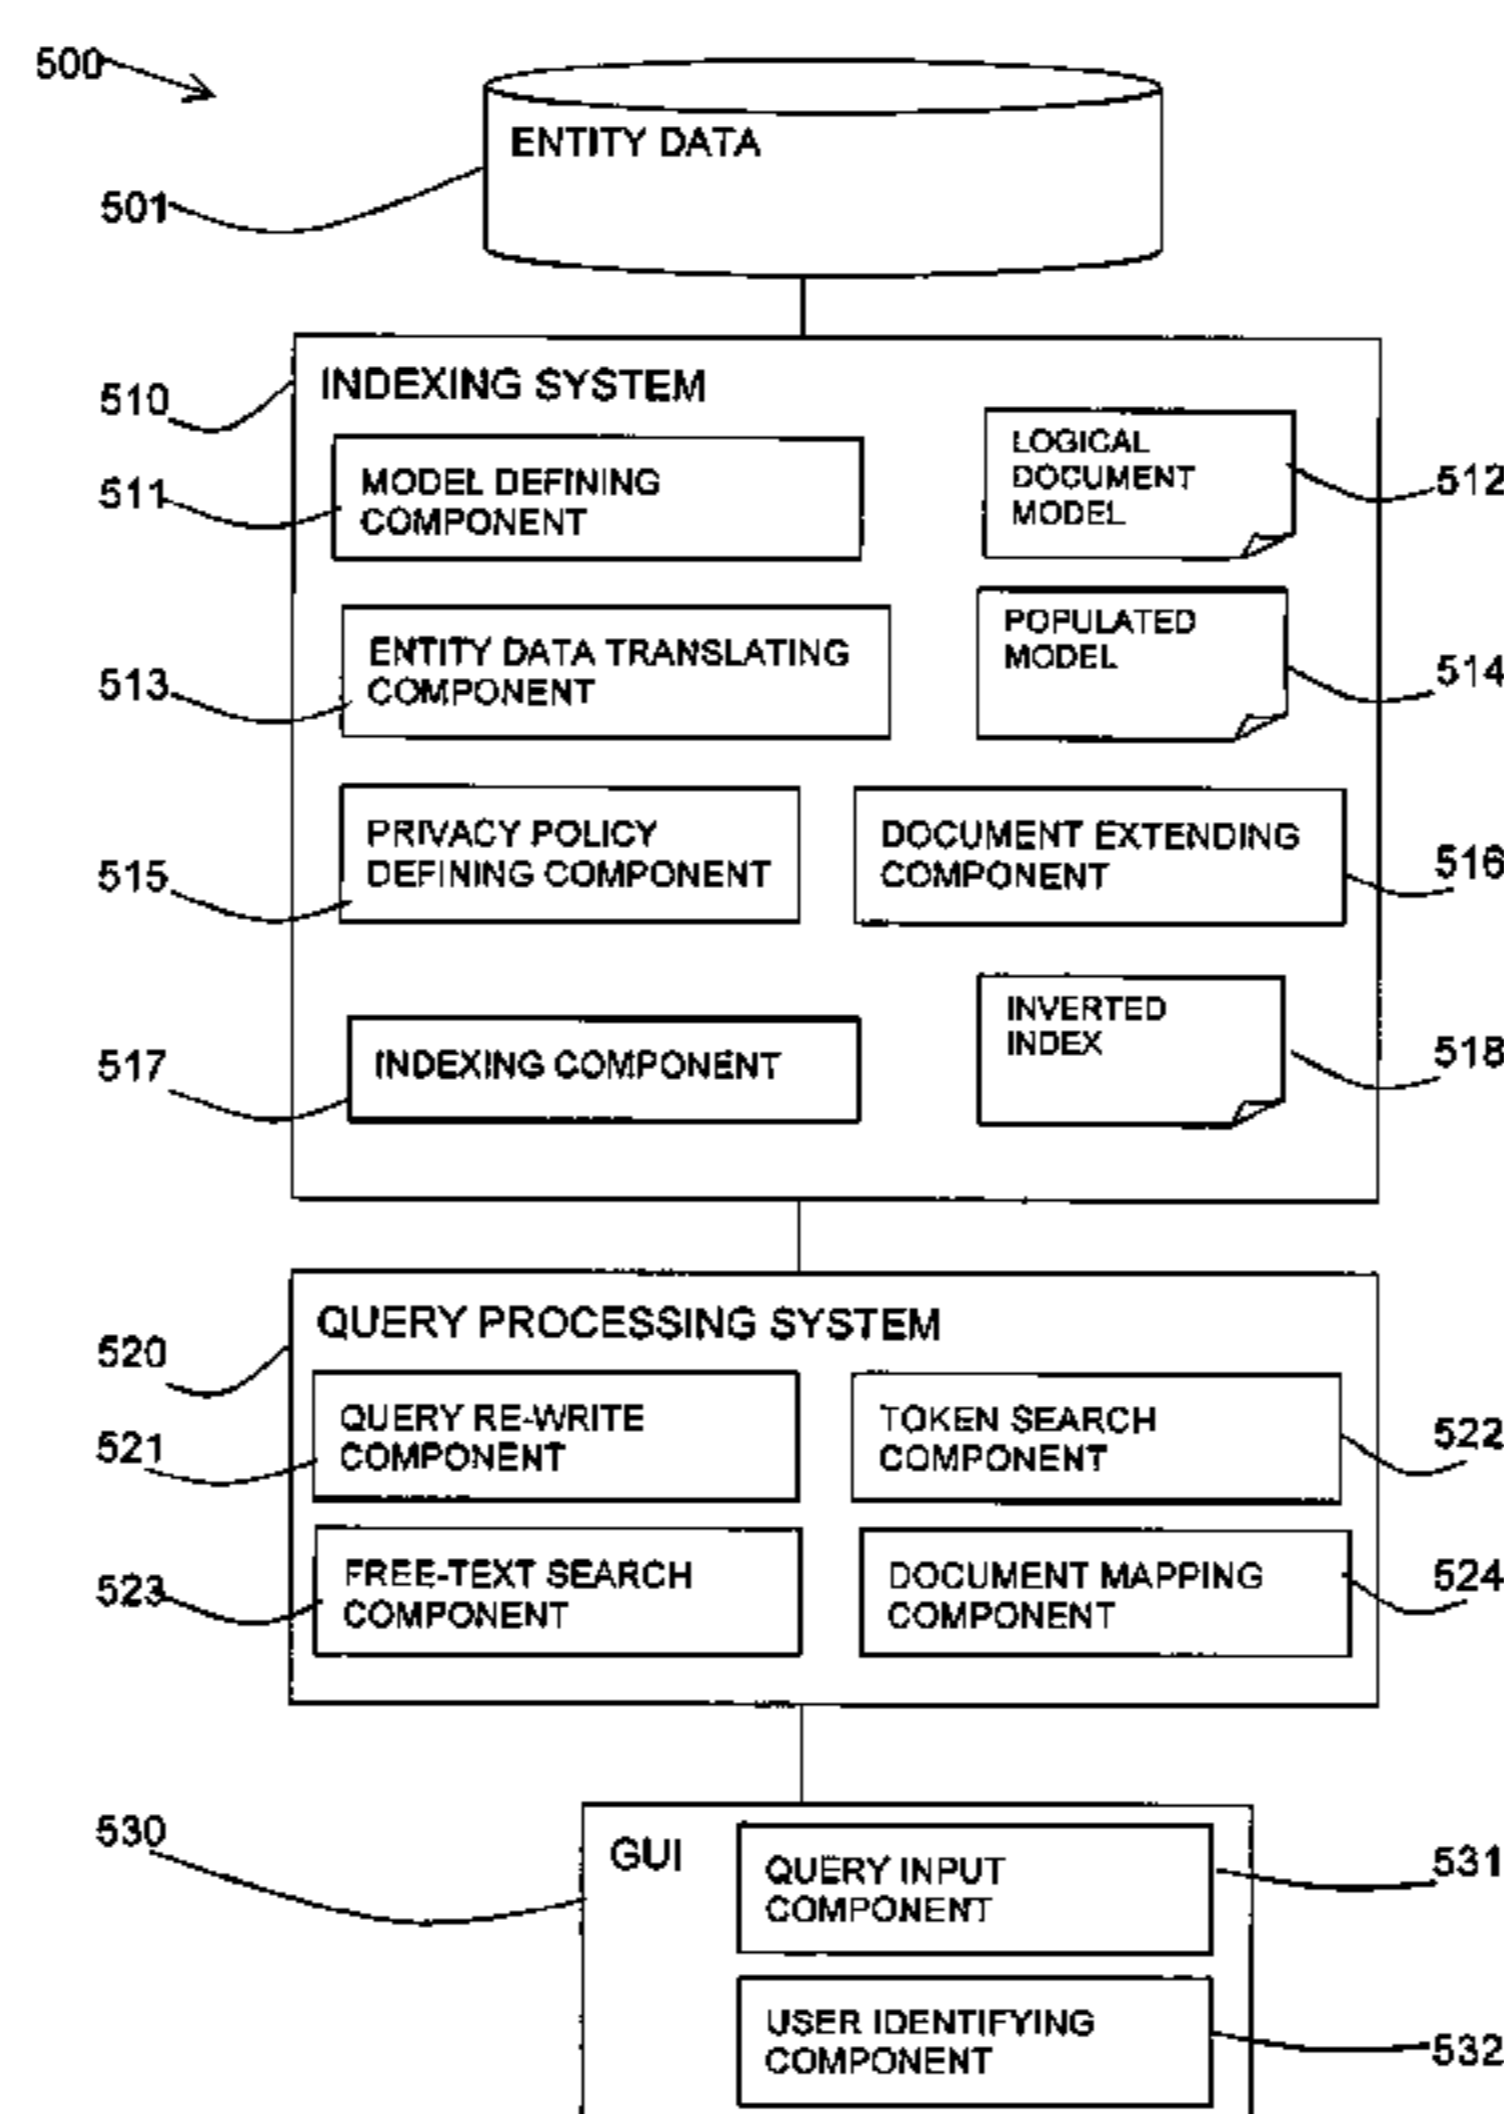 500
ENTITY DATA
501
INDEXING SYSTEM
510
LOGICAL
DOCUMENT
MODEL
512
MODEL DEFINING
COMPONENT
511
POPULATED
MODEL
514
ENTITY DATA TRANSLATING
COMPONENT
513
PRIVACY POLICY
DEFINING COMPONENT
515
DOCUMENT EXTENDING
COMPONENT
516
INDEXING COMPONENT
517
INVERTED
INDEX
518
QUERY PROCESSING SYSTEM
520
QUERY RE-WRITE
COMPONENT
521
TOKEN SEARCH
COMPONENT
522
FREE-TEXT SEARCH
COMPONENT
523
DOCUMENT MAPPING
COMPONENT
524
530
GUI
QUERY INPUT
COMPONENT
531
USER IDENTIFYING
COMPONENT
532